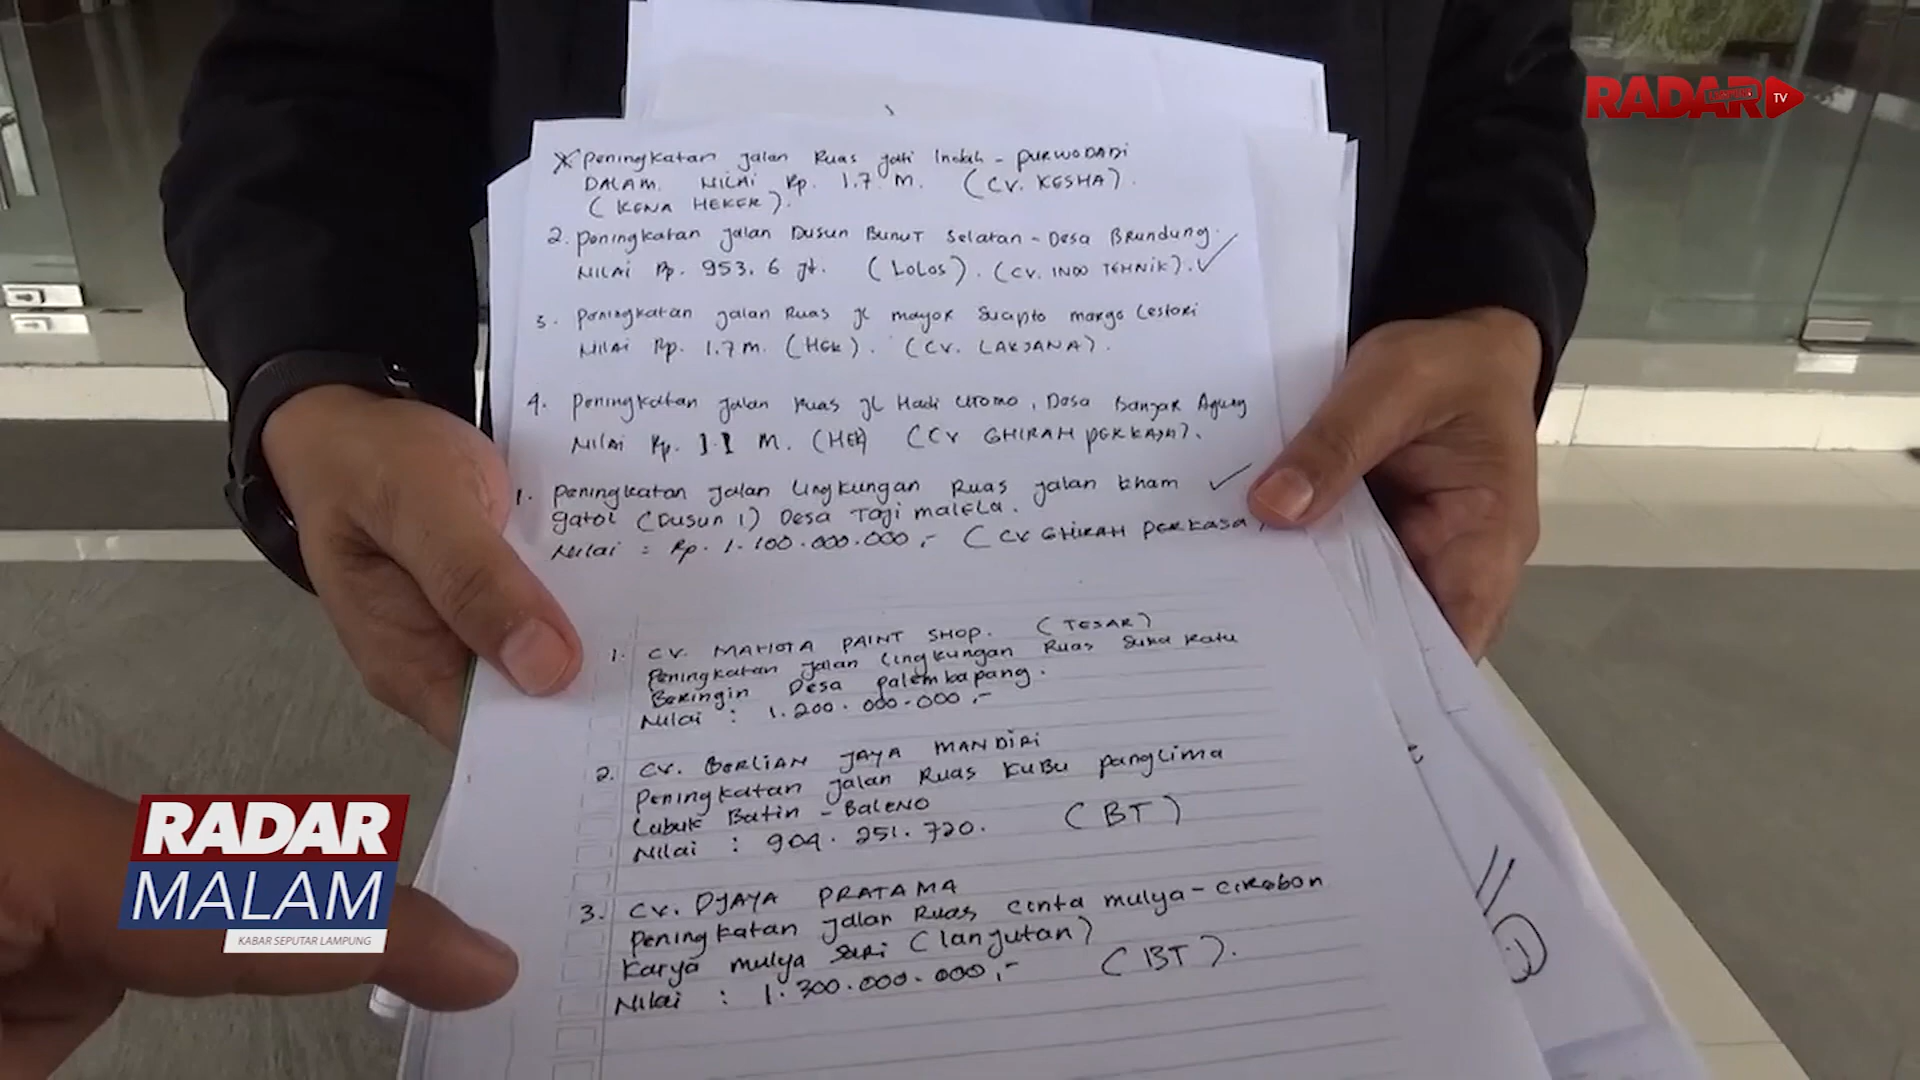 RADAR
LAMPUNG
TV
X Peningkatan jalan Ruas jati Indah - PURWODADI
DALAM. NILAI Rp. 1.7 M. (CV. KESHA).
(KENA HEKER).
2. Peningkatan jalan Dusun BUNUT Selatan - Desa BRUNDUNG.
NILAI Rp. 953.6 jt. (LOLOS). (CV. INDO TEHNIK). ✓
3. Peningkatan jalan Ruas jl mayor Sucipto margo Lestari
NILAI Rp. 1.7 M. (HEK). (CV. LAKSANA).
4. Peningkatan jalan Ruas jl Hadi Utomo, Desa Banjar Agung
NILAI Rp. 1.1 M. (HEK) (CV GHIRAH PERKASA).
1. Peningkatan jalan Lingkungan Ruas jalan kham ✓
gatol (Dusun 1) Desa Taji malela.
Nilai : Rp. 1.100.000.000,- (CV GHIRAH PERKASA)
1. CV. MAHOTA PAINT SHOP. (TESAR)
Peningkatan jalan Lingkungan Ruas Suka Ratu
Beringin Desa palembapang.
Nilai : 1.200.000.000,-
2. CV. BERLIAN JAYA MANDIRI
Peningkatan jalan Ruas KUBU panglima
Lubuk Batin - BALENO
Nilai : 904.251.720. (BT)
3. CV. DJAYA PRATAMA
Peningkatan jalan Ruas cinta mulya - cirebon
Karya mulya SARI (lanjutan)
Nilai : 1.300.000.000,- (BT).
RADAR
MALAM
KABAR SEPUTAR LAMPUNG